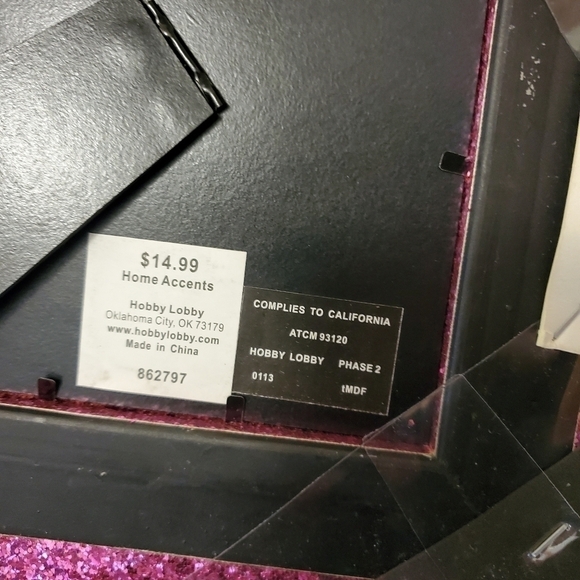 $14.99
Home Accents
Hobby Lobby
Oklahoma City, OK 73179
www.hobbylobby.com
Made in China
862797
COMPLIES TO CALIFORNIA
ATCM 93120
HOBBY LOBBY PHASE 2
0113 tMDF